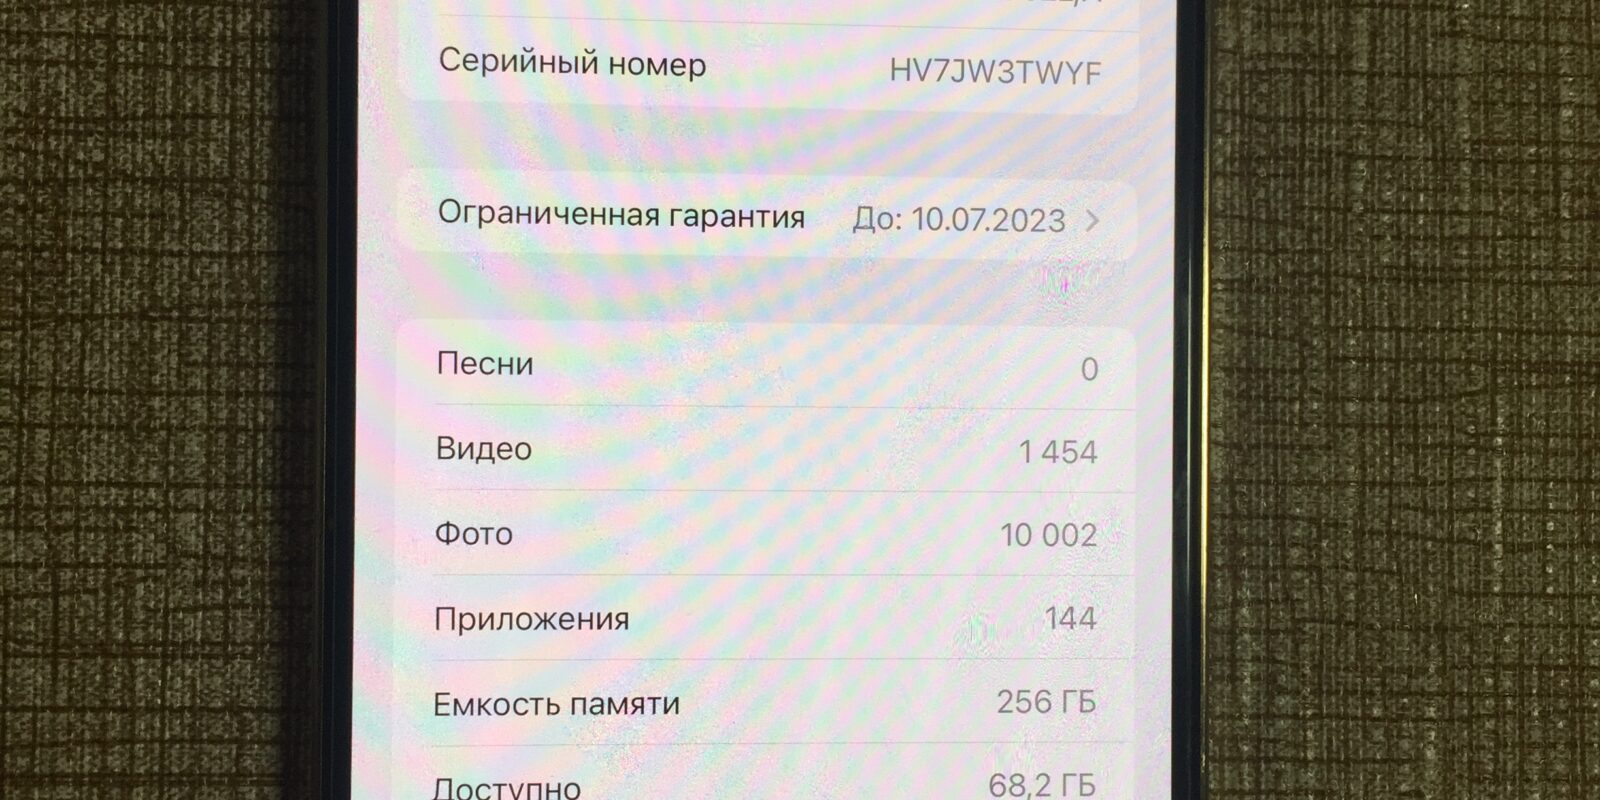 Серийный номер HV7JW3TWYF
Ограниченная гарантия До: 10.07.2023
Песни 0
Видео 1 454
Фото 10 002
Приложения 144
Емкость памяти 256 ГБ
Доступно 68,2 ГБ